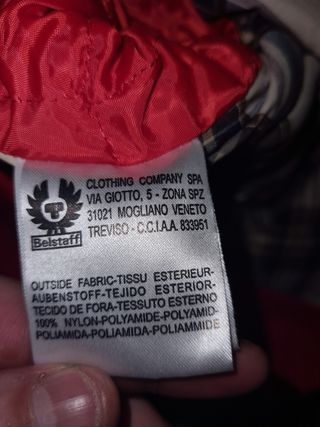 CLOTHING COMPANY SPA
VIA GIOTTO, 5 - ZONA SPZ
31021 MOGLIANO VENETO
TREVISO - C.C.I.A.A. 833951
Belstaff
OUTSIDE FABRIC-TISSU ESTERIEUR-
AUBENSTOFF-TEJIDO ESTERIOR-
TECIDO DE FORA-TESSUTO ESTERNO
100% NYLON-POLYAMIDE-POLYAMID-
POLIAMIDA-POLIAMIDE-POLIAMMIDE